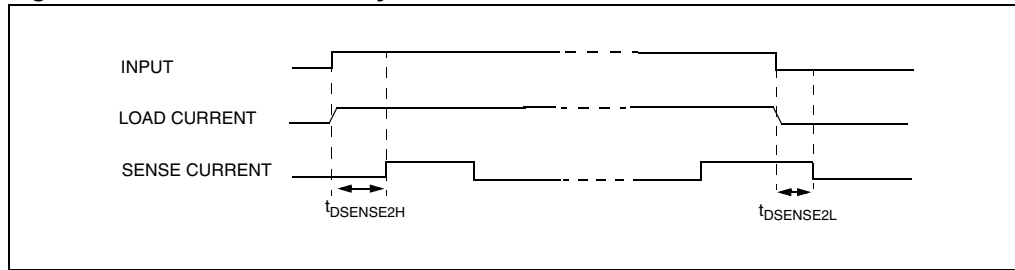 INPUT
LOAD CURRENT
SENSE CURRENT
tDSENSE2H
tDSENSE2L